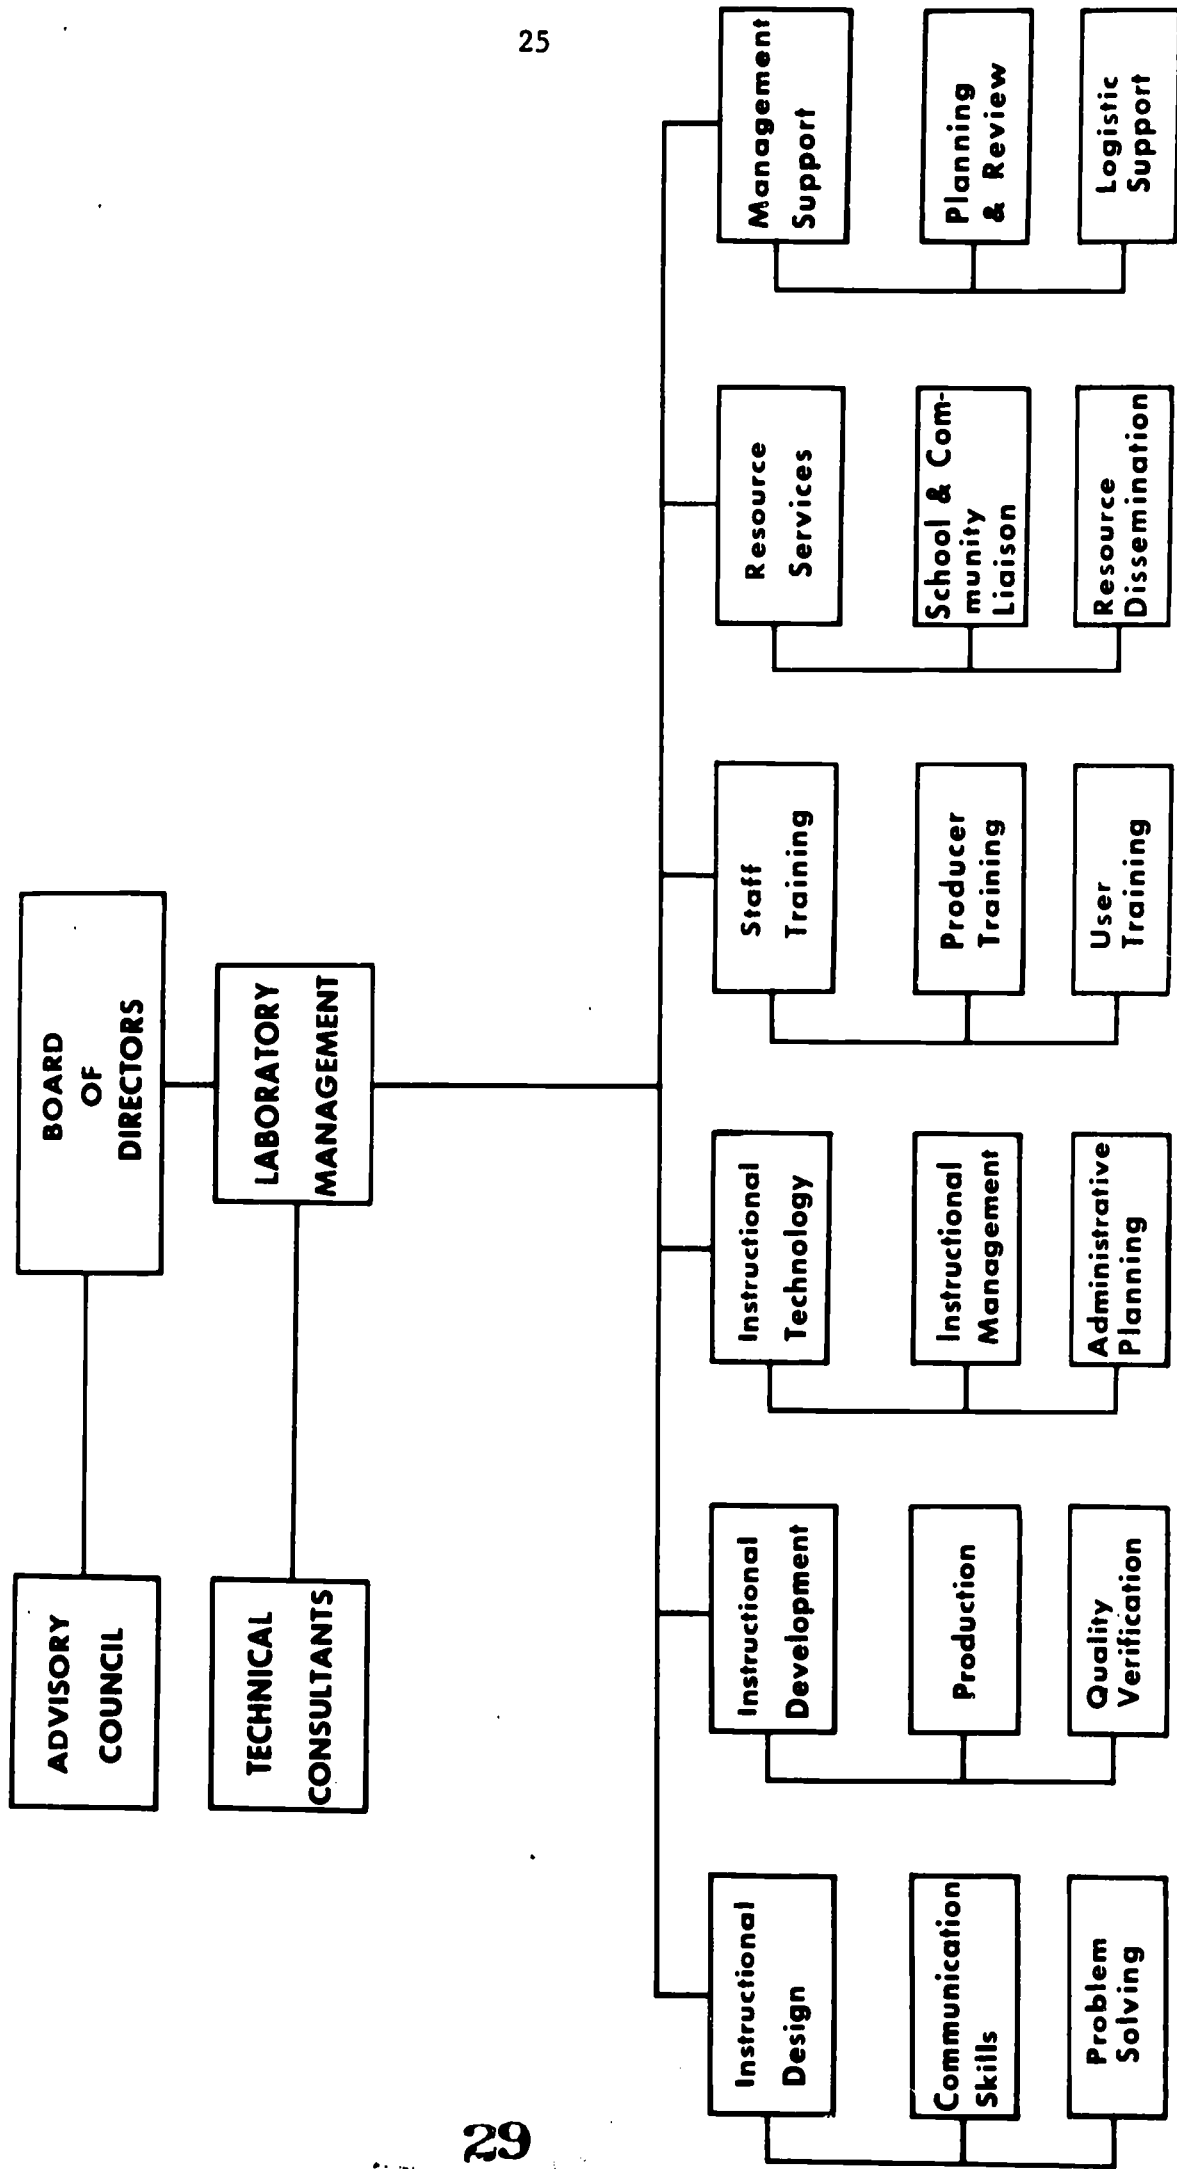 25
ADVISORY
COUNCIL
BOARD
OF
DIRECTORS
TECHNICAL
CONSULTANTS
LABORATORY
MANAGEMENT
Instructional
Design
Communication
Skills
Problem
Solving
Instructional
Development
Production
Quality
Verification
Instructional
Technology
Instructional
Management
Administrative
Planning
Staff
Training
Producer
Training
User
Training
Resource
Services
School & Com-
munity
Liaison
Resource
Dissemination
Management
Support
Planning
& Review
Logistic
Support
29